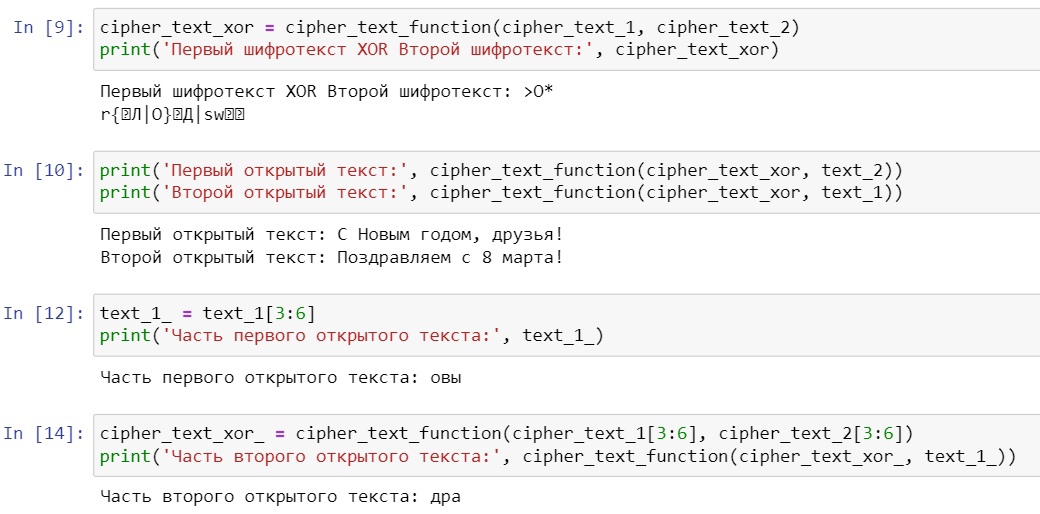 In [9]: cipher_text_xor = cipher_text_function(cipher_text_1, cipher_text_2)
print('Первый шифротекст XOR Второй шифротекст:', cipher_text_xor)
Первый шифротекст XOR Второй шифротекст: >O*
r{Л|O}Д|sw
In [10]: print('Первый открытый текст:', cipher_text_function(cipher_text_xor, text_2))
print('Второй открытый текст:', cipher_text_function(cipher_text_xor, text_1))
Первый открытый текст: С Новым годом, друзья!
Второй открытый текст: Поздравляем с 8 марта!
In [12]: text_1_ = text_1[3:6]
print('Часть первого открытого текста:', text_1_)
Часть первого открытого текста: овы
In [14]: cipher_text_xor_ = cipher_text_function(cipher_text_1[3:6], cipher_text_2[3:6])
print('Часть второго открытого текста:', cipher_text_function(cipher_text_xor_, text_1_))
Часть второго открытого текста: дра